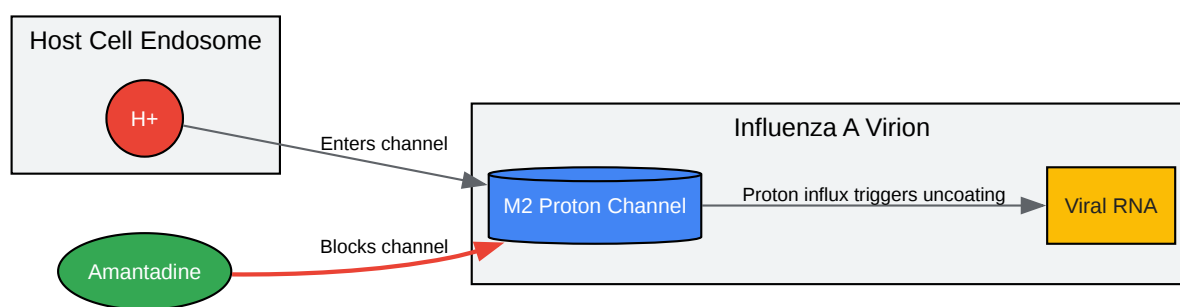 Host Cell Endosome
H+
Enters channel
Influenza A Virion
M2 Proton Channel
Proton influx triggers uncoating
Viral RNA
Blocks channel
Amantadine